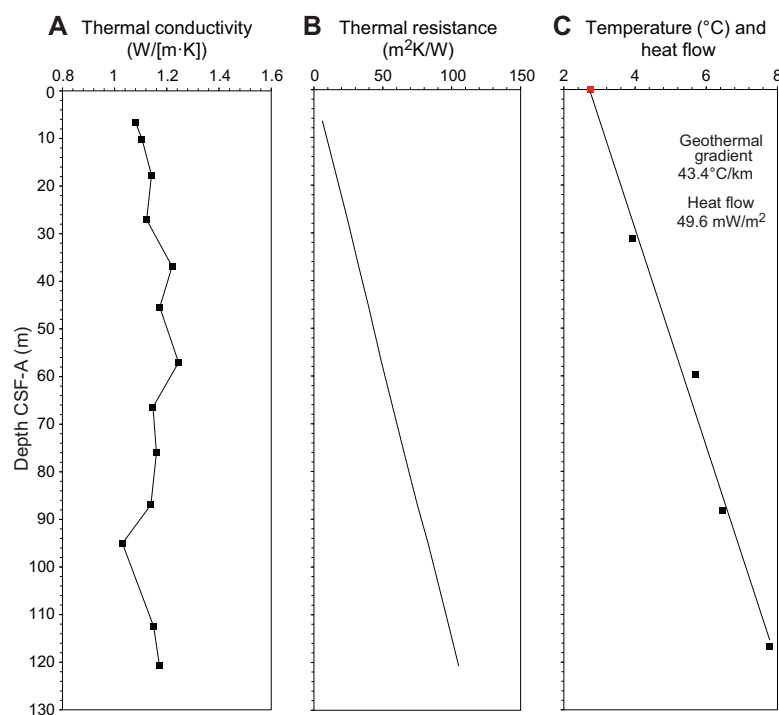 A Thermal conductivity
(W/[m·K])
B Thermal resistance
(m²K/W)
C Temperature (°C) and
heat flow
0.8 1 1.2 1.4 1.6
0 50 100 150
2 4 6 8
0
10
20
30
40
50
60
70
80
90
100
110
120
130
Depth CSF-A (m)
Geothermal
gradient
43.4°C/km
Heat flow
49.6 mW/m²